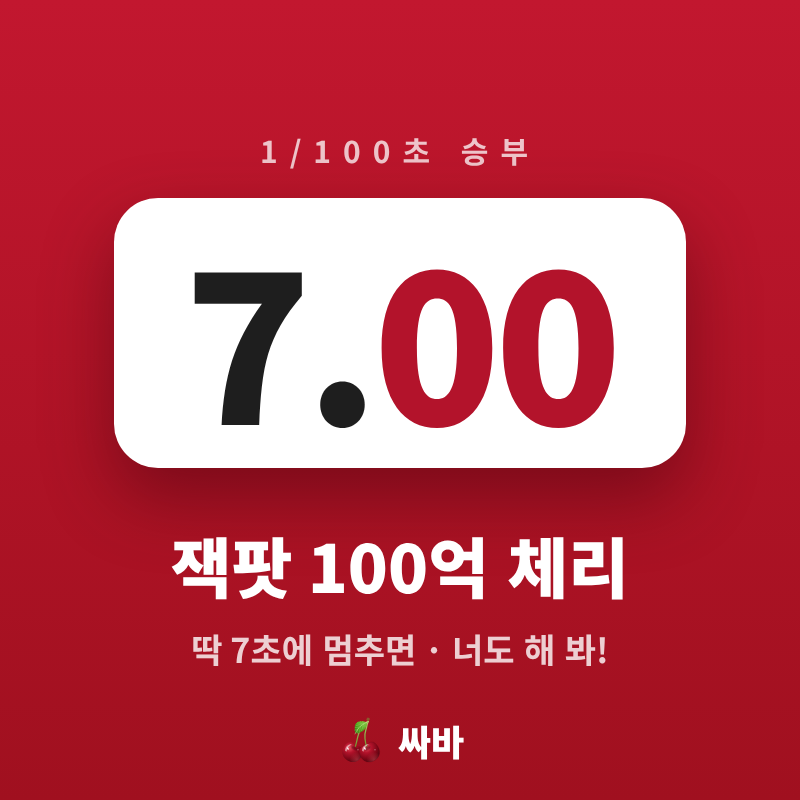 1/100초 승부
7.00
잭팟 100억 체리
딱 7초에 멈추면 · 너도 해 봐!
싸바